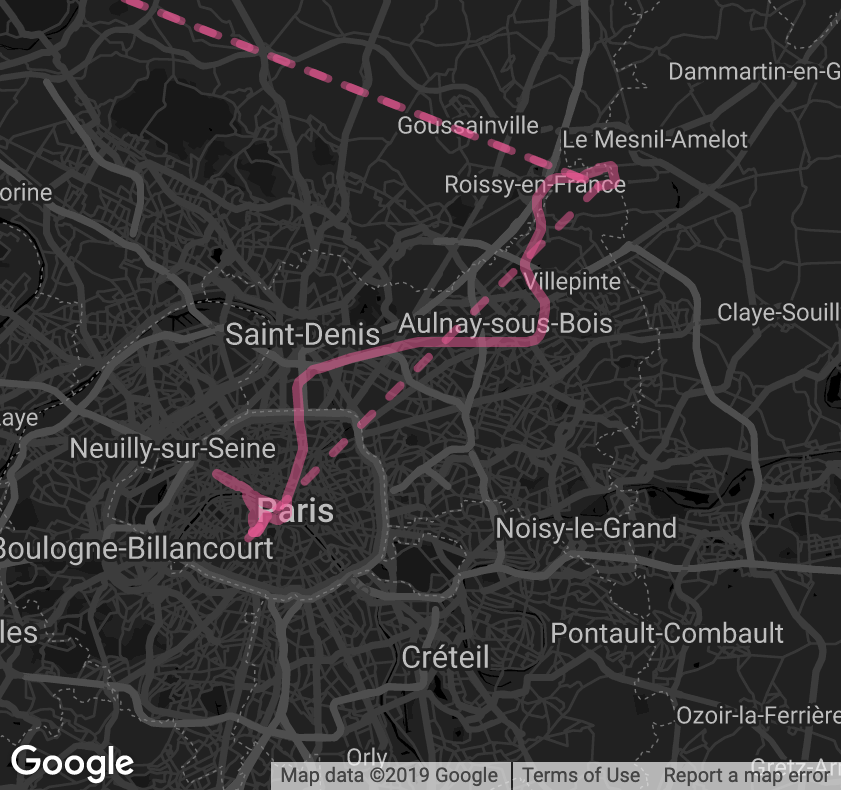 Dammartin-en-G
Goussainville
Le Mesnil-Amelot
Roissy-en-France
orine
Villepinte
Claye-Souill
Aulnay-sous-Bois
Saint-Denis
aye
Neuilly-sur-Seine
Paris
Noisy-le-Grand
Boulogne-Billancourt
les
Pontault-Combault
Créteil
Ozoir-la-Ferrière
Orly
Gretz-Ar
Google
Map data ©2019 Google
Terms of Use
Report a map error